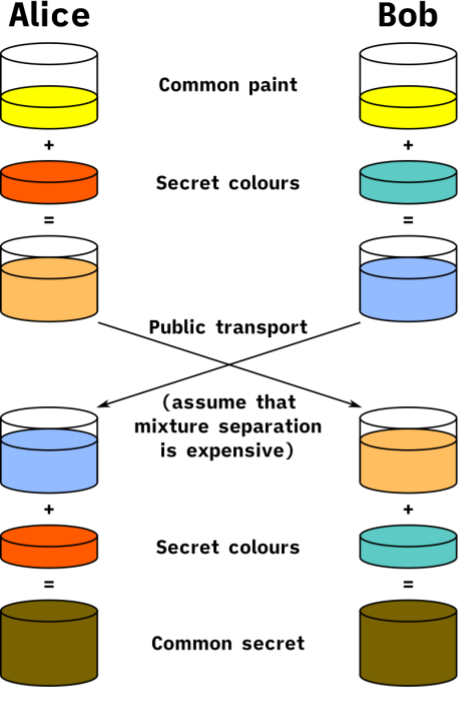 Alice
Bob
Common paint
+
+
Secret colours
=
=
Public transport
(assume that
mixture separation
is expensive)
+
+
Secret colours
=
=
Common secret